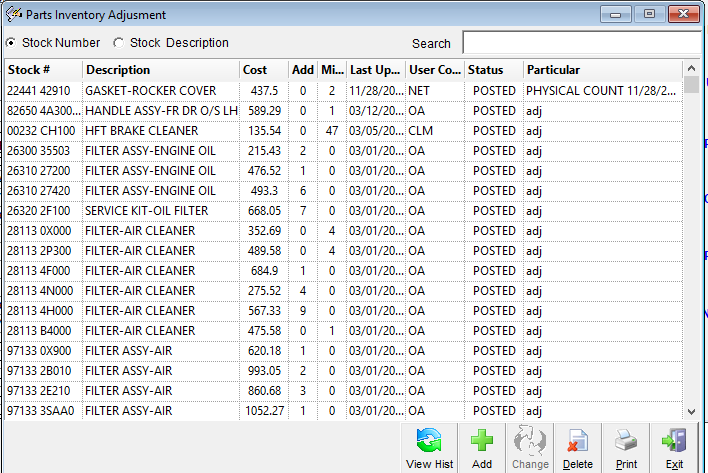 Parts Inventory Adjusment
Stock Number Stock Description Search
Stock # Description Cost Add Mi... Last Up... User Co... Status Particular
22441 42910 GASKET-ROCKER COVER 437.5 0 2 11/28/20... NET POSTED PHYSICAL COUNT 11/28/2...
82650 4A300... HANDLE ASSY-FR DR O/S LH 589.29 0 1 03/12/20... OA POSTED adj
00232 CH100 HFT BRAKE CLEANER 135.54 0 47 03/05/20... CLM POSTED adj
26300 35503 FILTER ASSY-ENGINE OIL 215.43 2 0 03/01/20... OA POSTED adj
26310 27200 FILTER ASSY-ENGINE OIL 476.52 1 0 03/01/20... OA POSTED adj
26310 27420 FILTER ASSY-ENGINE OIL 493.3 6 0 03/01/20... OA POSTED adj
26320 2F100 SERVICE KIT-OIL FILTER 668.05 7 0 03/01/20... OA POSTED adj
28113 0X000 FILTER-AIR CLEANER 352.69 0 4 03/01/20... OA POSTED adj
28113 2P300 FILTER-AIR CLEANER 489.58 0 4 03/01/20... OA POSTED adj
28113 4F000 FILTER-AIR CLEANER 684.9 1 0 03/01/20... OA POSTED adj
28113 4N000 FILTER-AIR CLEANER 275.52 4 0 03/01/20... OA POSTED adj
28113 4H000 FILTER-AIR CLEANER 567.33 9 0 03/01/20... OA POSTED adj
28113 B4000 FILTER-AIR CLEANER 475.58 0 1 03/01/20... OA POSTED adj
97133 0X900 FILTER ASSY-AIR 620.18 1 0 03/01/20... OA POSTED adj
97133 2B010 FILTER ASSY-AIR 993.05 2 0 03/01/20... OA POSTED adj
97133 2E210 FILTER ASSY-AIR 860.68 3 0 03/01/20... OA POSTED adj
97133 3SAA0 FILTER ASSY-AIR 1052.27 1 0 03/01/20... OA POSTED adj
View Hist Add Change Delete Print Exit